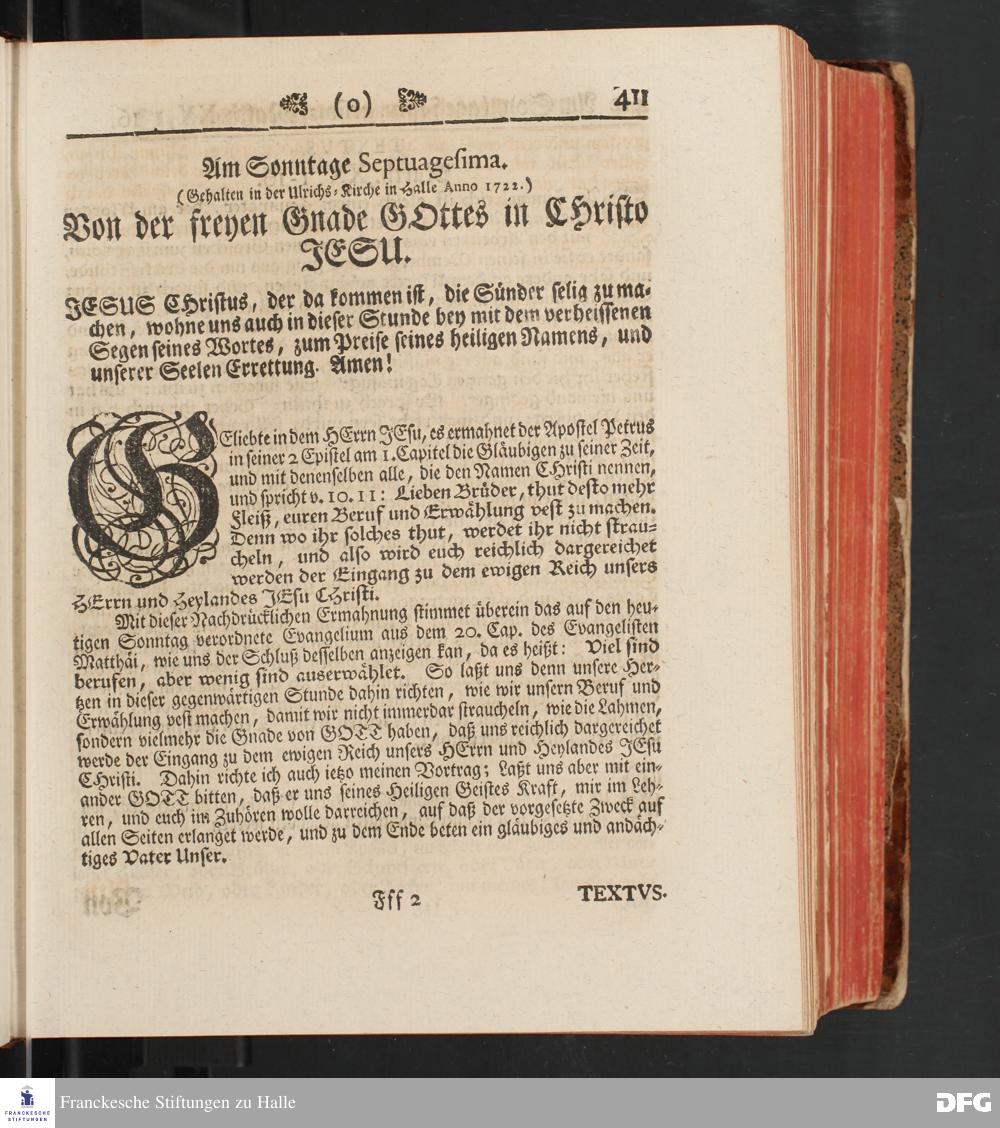 (0) 411
Am Sonntage Septuagesima.
(Gehalten in der Ulrichs-Kirche in Halle Anno 1722.)
Von der freyen Gnade GOttes in CHristo
JESU.
JESUS CHristus, der da kommen ist, die Sünder selig zu ma-
chen, wohne uns auch in dieser Stunde bey mit dem verheissenen
Segen seines Wortes, zum Preise seines heiligen Namens, und
unserer Seelen Errettung. Amen!
GEliebte in dem HErrn JEsu, es ermahnet der Apostel Petrus
in seiner 2 Epistel am 1. Capitel die Gläubigen zu seiner Zeit,
und mit denenselben alle, die den Namen CHristi nennen,
und spricht v. 10. 11: Lieben Brüder, thut desto mehr
Fleiß, euren Beruf und Erwählung vest zu machen.
Denn wo ihr solches thut, werdet ihr nicht strau-
cheln, und also wird euch reichlich dargereichet
werden der Eingang zu dem ewigen Reich unsers
HErrn und Heylandes JEsu CHristi.
Mit dieser Nachdrücklichen Ermahnung stimmet überein das auf den heu-
tigen Sonntag verordnete Evangelium aus dem 20. Cap. des Evangelisten
Matthäi, wie uns der Schluß desselben anzeigen kan, da es heißt: Viel sind
berufen, aber wenig sind auserwählet. So laßt uns denn unsere Her-
tzen in dieser gegenwärtigen Stunde dahin richten, wie wir unsern Beruf und
Erwählung vest machen, damit wir nicht immerdar straucheln, wie die Lahmen,
sondern vielmehr die Gnade von GOTT haben, daß uns reichlich dargereichet
werde der Eingang zu dem ewigen Reich unsers HErrn und Heylandes JEsu
CHristi. Dahin richte ich auch ietzo meinen Vortrag; Laßt uns aber mit ein-
ander GOTT bitten, daß er uns seines Heiligen Geistes Kraft, mir im Leh-
ren, und euch im Zuhören wolle darreichen, auf daß der vorgesetzte Zweck auf
allen Seiten erlanget werde, und zu dem Ende beten ein gläubiges und andäch-
tiges Vater Unser.
Fff 2 TEXTVS.
FRANCKESCHE
STIFTUNGEN
Franckesche Stiftungen zu Halle
DFG